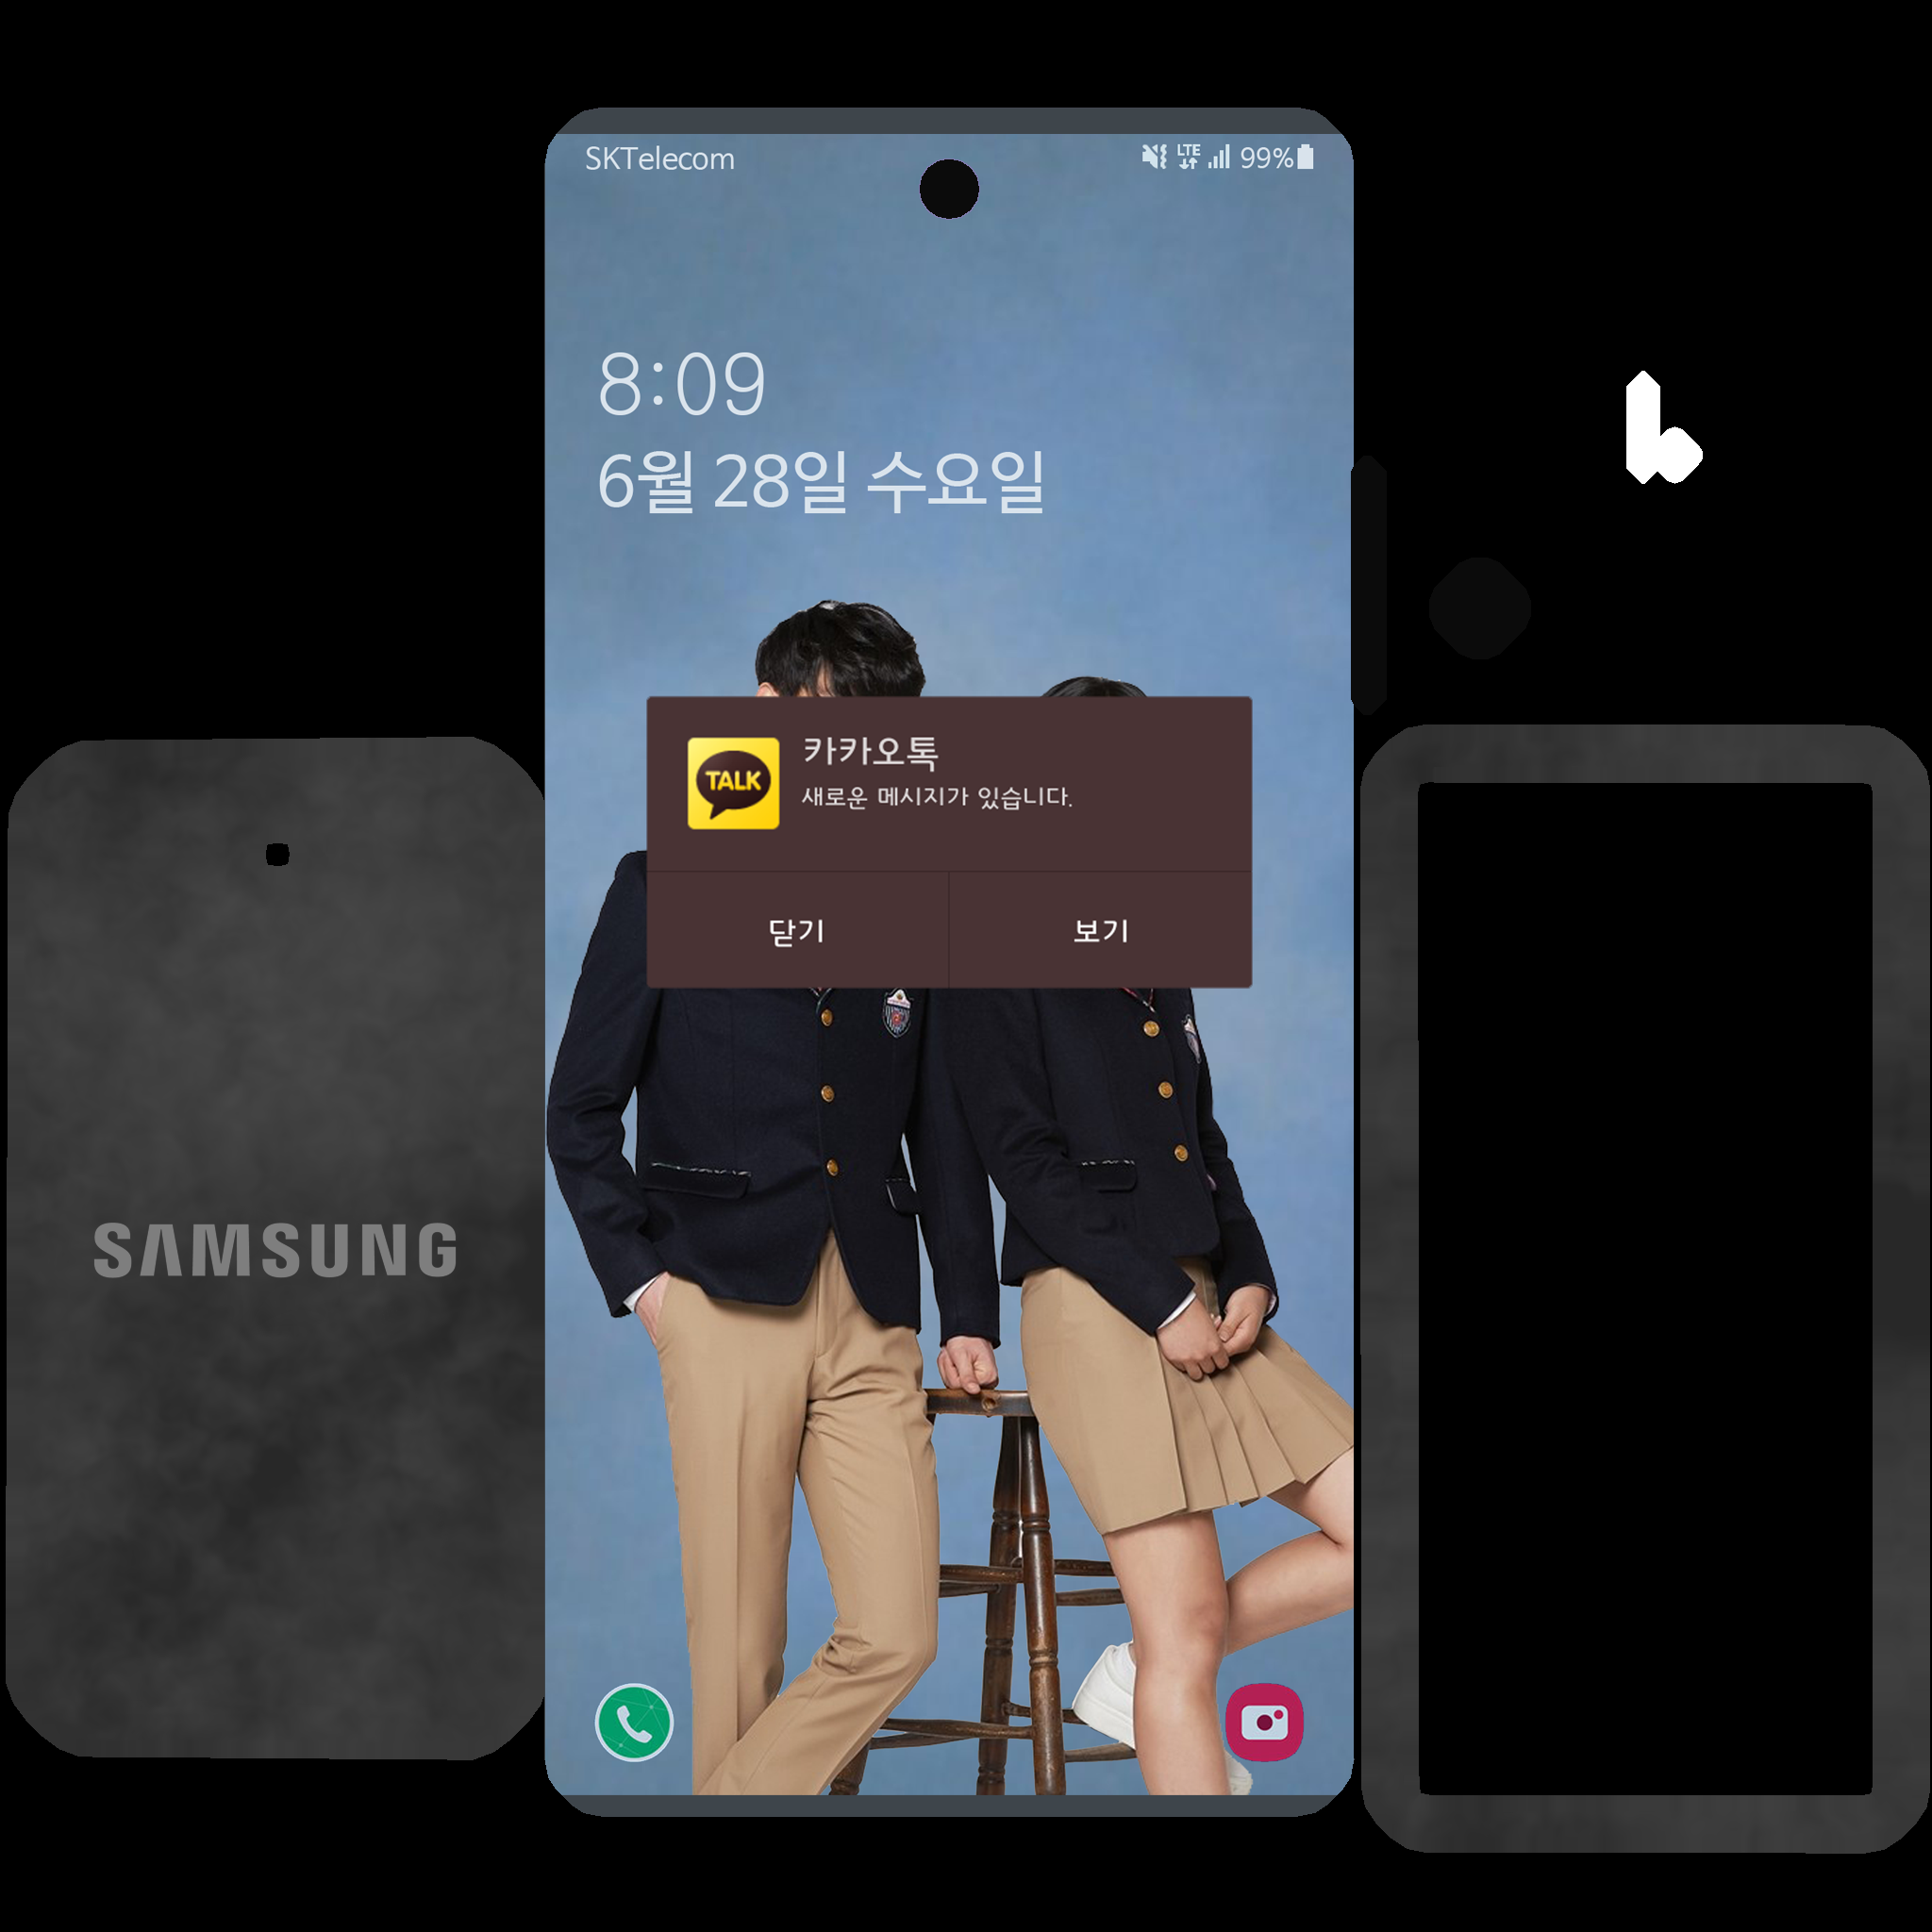 SKTelecom
LTE 99%
8:09
6월 28일 수요일
TALK
카카오톡
새로운 메시지가 있습니다.
닫기 보기
SAMSUNG